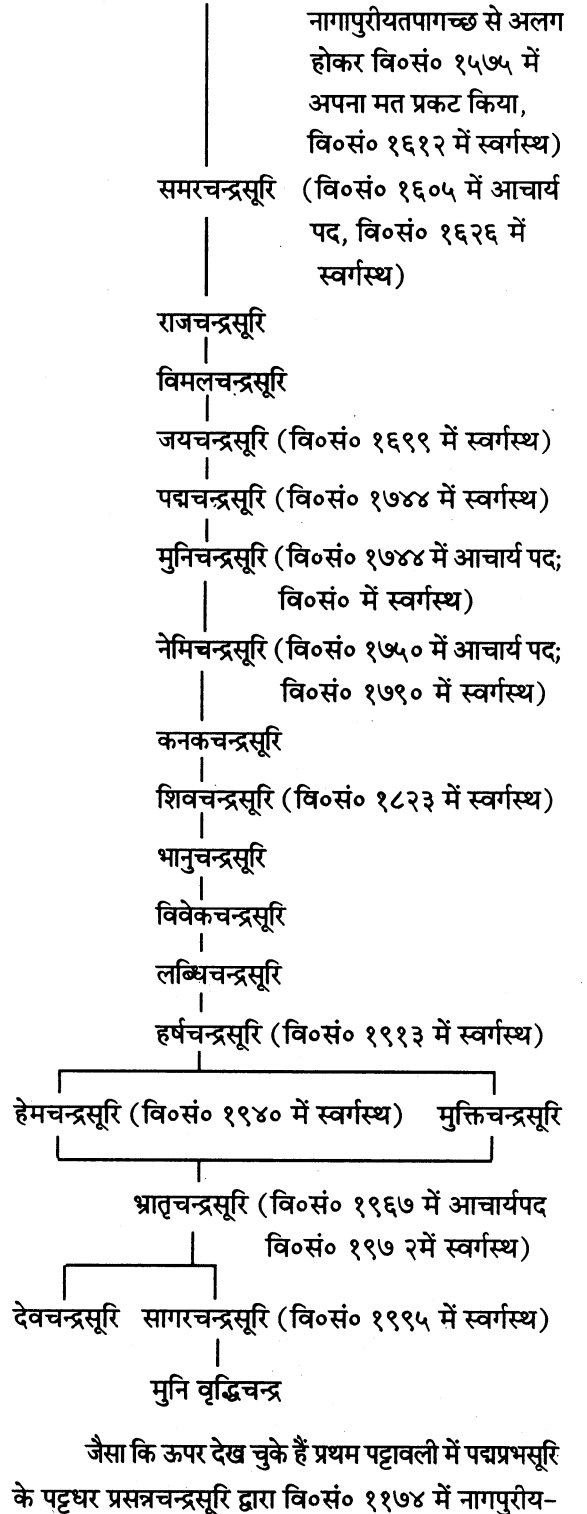 नागापुरीयतपागच्छ से अलग
होकर वि०सं० १५७५ में
अपना मत प्रकट किया,
वि०सं० १६१२ में स्वर्गस्थ)
समरचन्द्रसूरि (वि०सं० १६०५ में आचार्य
पद, वि०सं० १६२६ में
स्वर्गस्थ)
राजचन्द्रसूरि
विमलचन्द्रसूरि
जयचन्द्रसूरि (वि०सं० १६९९ में स्वर्गस्थ)
पद्मचन्द्रसूरि (वि०सं० १७४४ में स्वर्गस्थ)
मुनिचन्द्रसूरि (वि०सं० १७४४ में आचार्य पद;
वि०सं० में स्वर्गस्थ)
नेमिचन्द्रसूरि (वि०सं० १७५० में आचार्य पद;
वि०सं० १७९० में स्वर्गस्थ)
कनकचन्द्रसूरि
शिवचन्द्रसूरि (वि०सं० १८२३ में स्वर्गस्थ)
भानुचन्द्रसूरि
विवेकचन्द्रसूरि
लब्धिचन्द्रसूरि
हर्षचन्द्रसूरि (वि०सं० १९१३ में स्वर्गस्थ)
हेमचन्द्रसूरि (वि०सं० १९४० में स्वर्गस्थ) मुक्तिचन्द्रसूरि
भ्रातृचन्द्रसूरि (वि०सं० १९६७ में आचार्यपद
वि०सं० १९७ २में स्वर्गस्थ)
देवचन्द्रसूरि सागरचन्द्रसूरि (वि०सं० १९९५ में स्वर्गस्थ)
मुनि वृद्धिचन्द्र
जैसा कि ऊपर देख चुके हैं प्रथम पट्टावली में पद्मप्रभसूरि
के पट्टधर प्रसन्नचन्द्रसूरि द्वारा वि०सं० ११७४ में नागपुरीय-